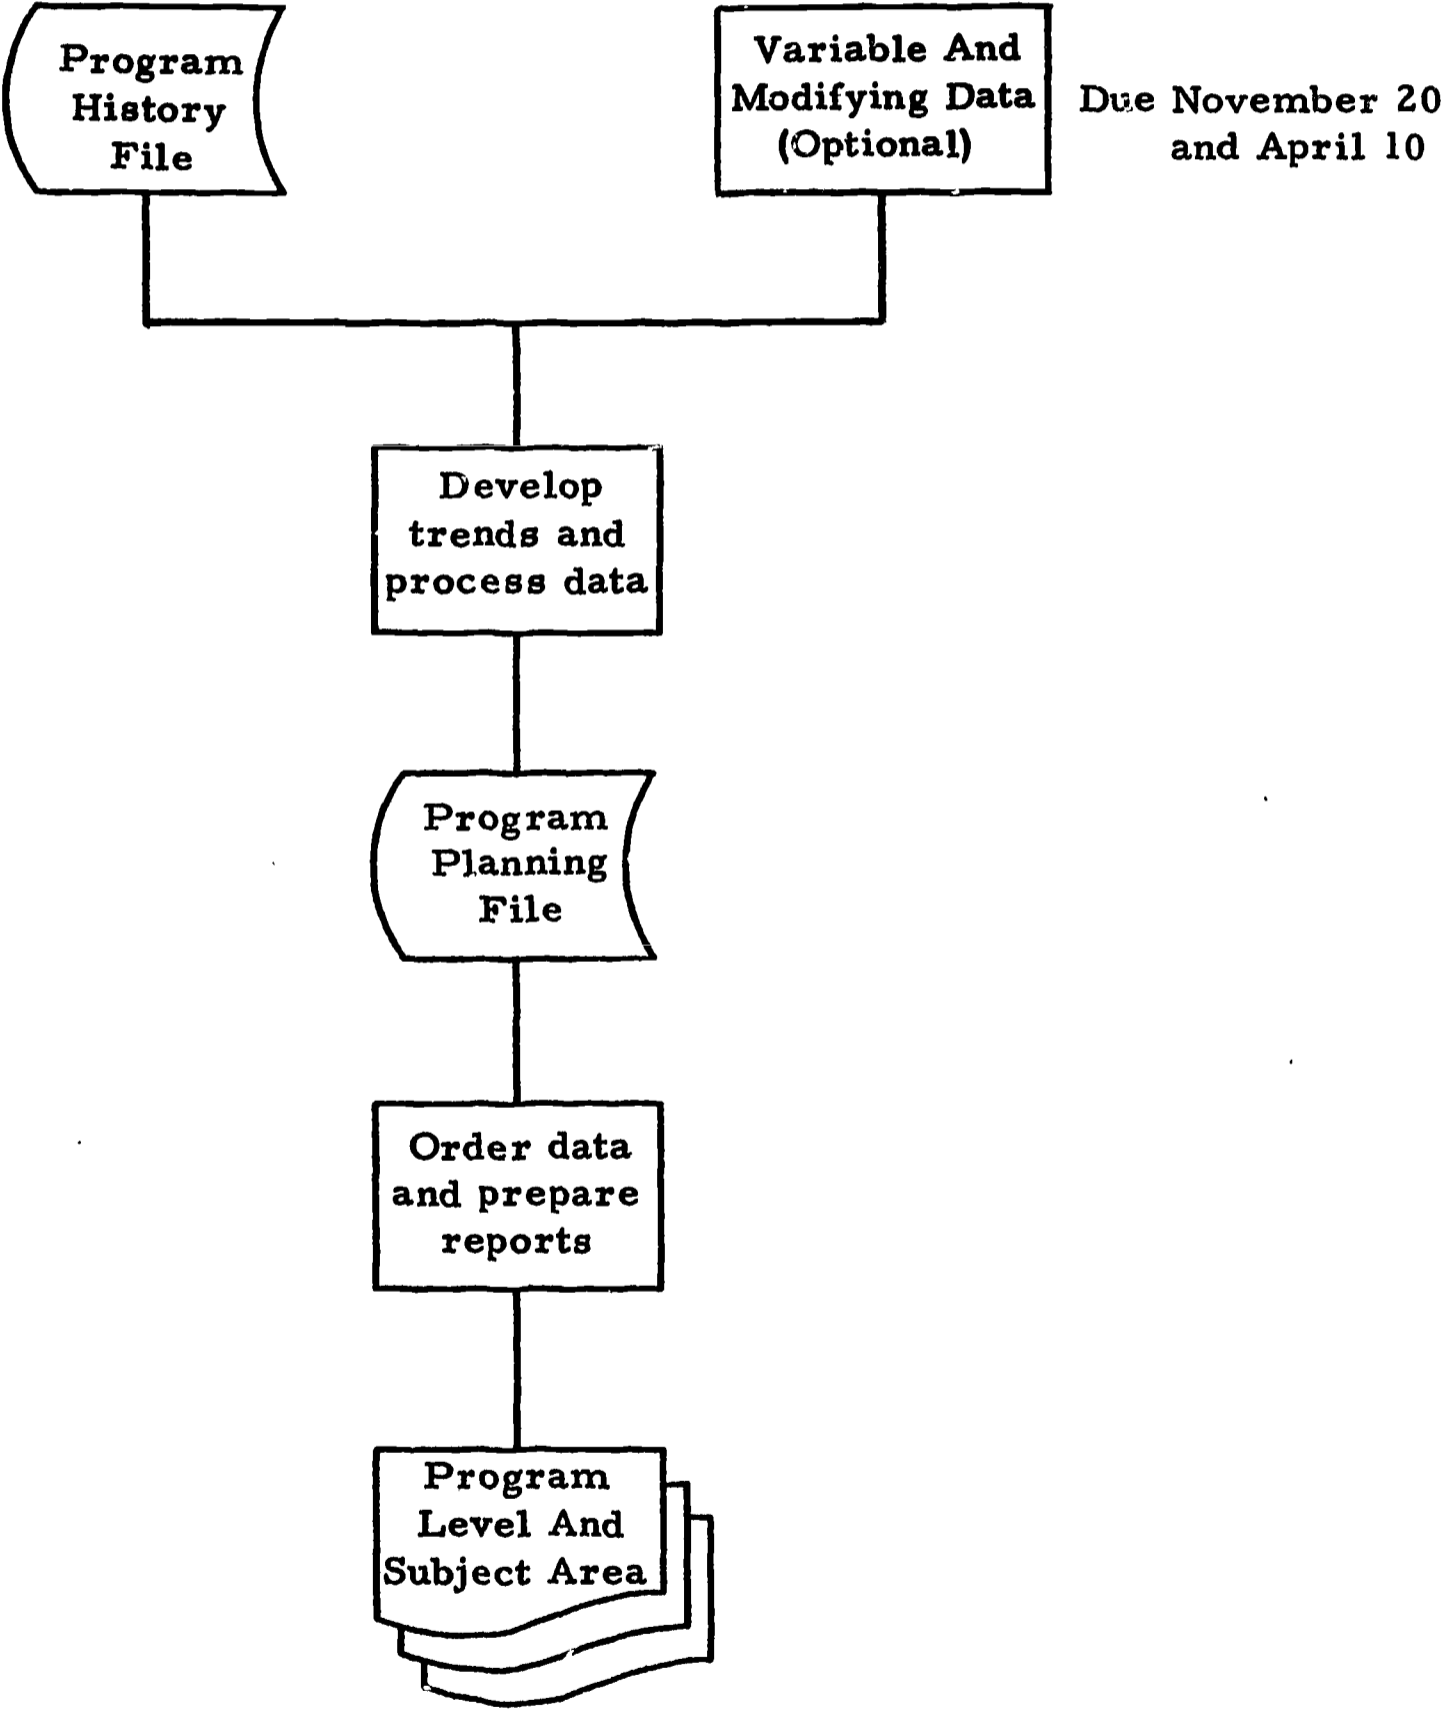 Program
History
File
Variable And
Modifying Data
(Optional)
Due November 20
and April 10
Develop
trends and
process data
Program
Planning
File
Order data
and prepare
reports
Program
Level And
Subject Area